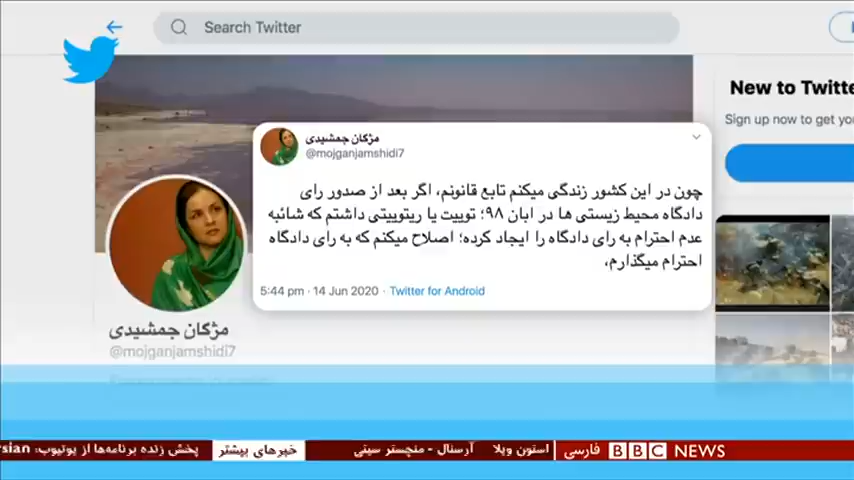 Search Twitter
New to Twitte
Sign up now to get you
مژگان جمشیدی
@mojganjamshidi7
چون در این کشور زندگی میکنم تابع قانونم، اگر بعد از صدور رای
دادگاه محیط زیستی ها در ابان ۹۸؛ توییت یا ریتوییتی داشتم که شائبه
عدم احترام به رای دادگاه را ایجاد کرده؛ اصلاح میکنم که به رای دادگاه
احترام میگذارم،
5:44 pm · 14 Jun 2020 · Twitter for Android
مژگان جمشیدی
@mojganjamshidi7
پخش زنده برنامه‌ها از یوتیوب: rsian
خبرهای بیشتر
استون ویلا
آرسنال - منچستر سیتی
BBC NEWS فارسی